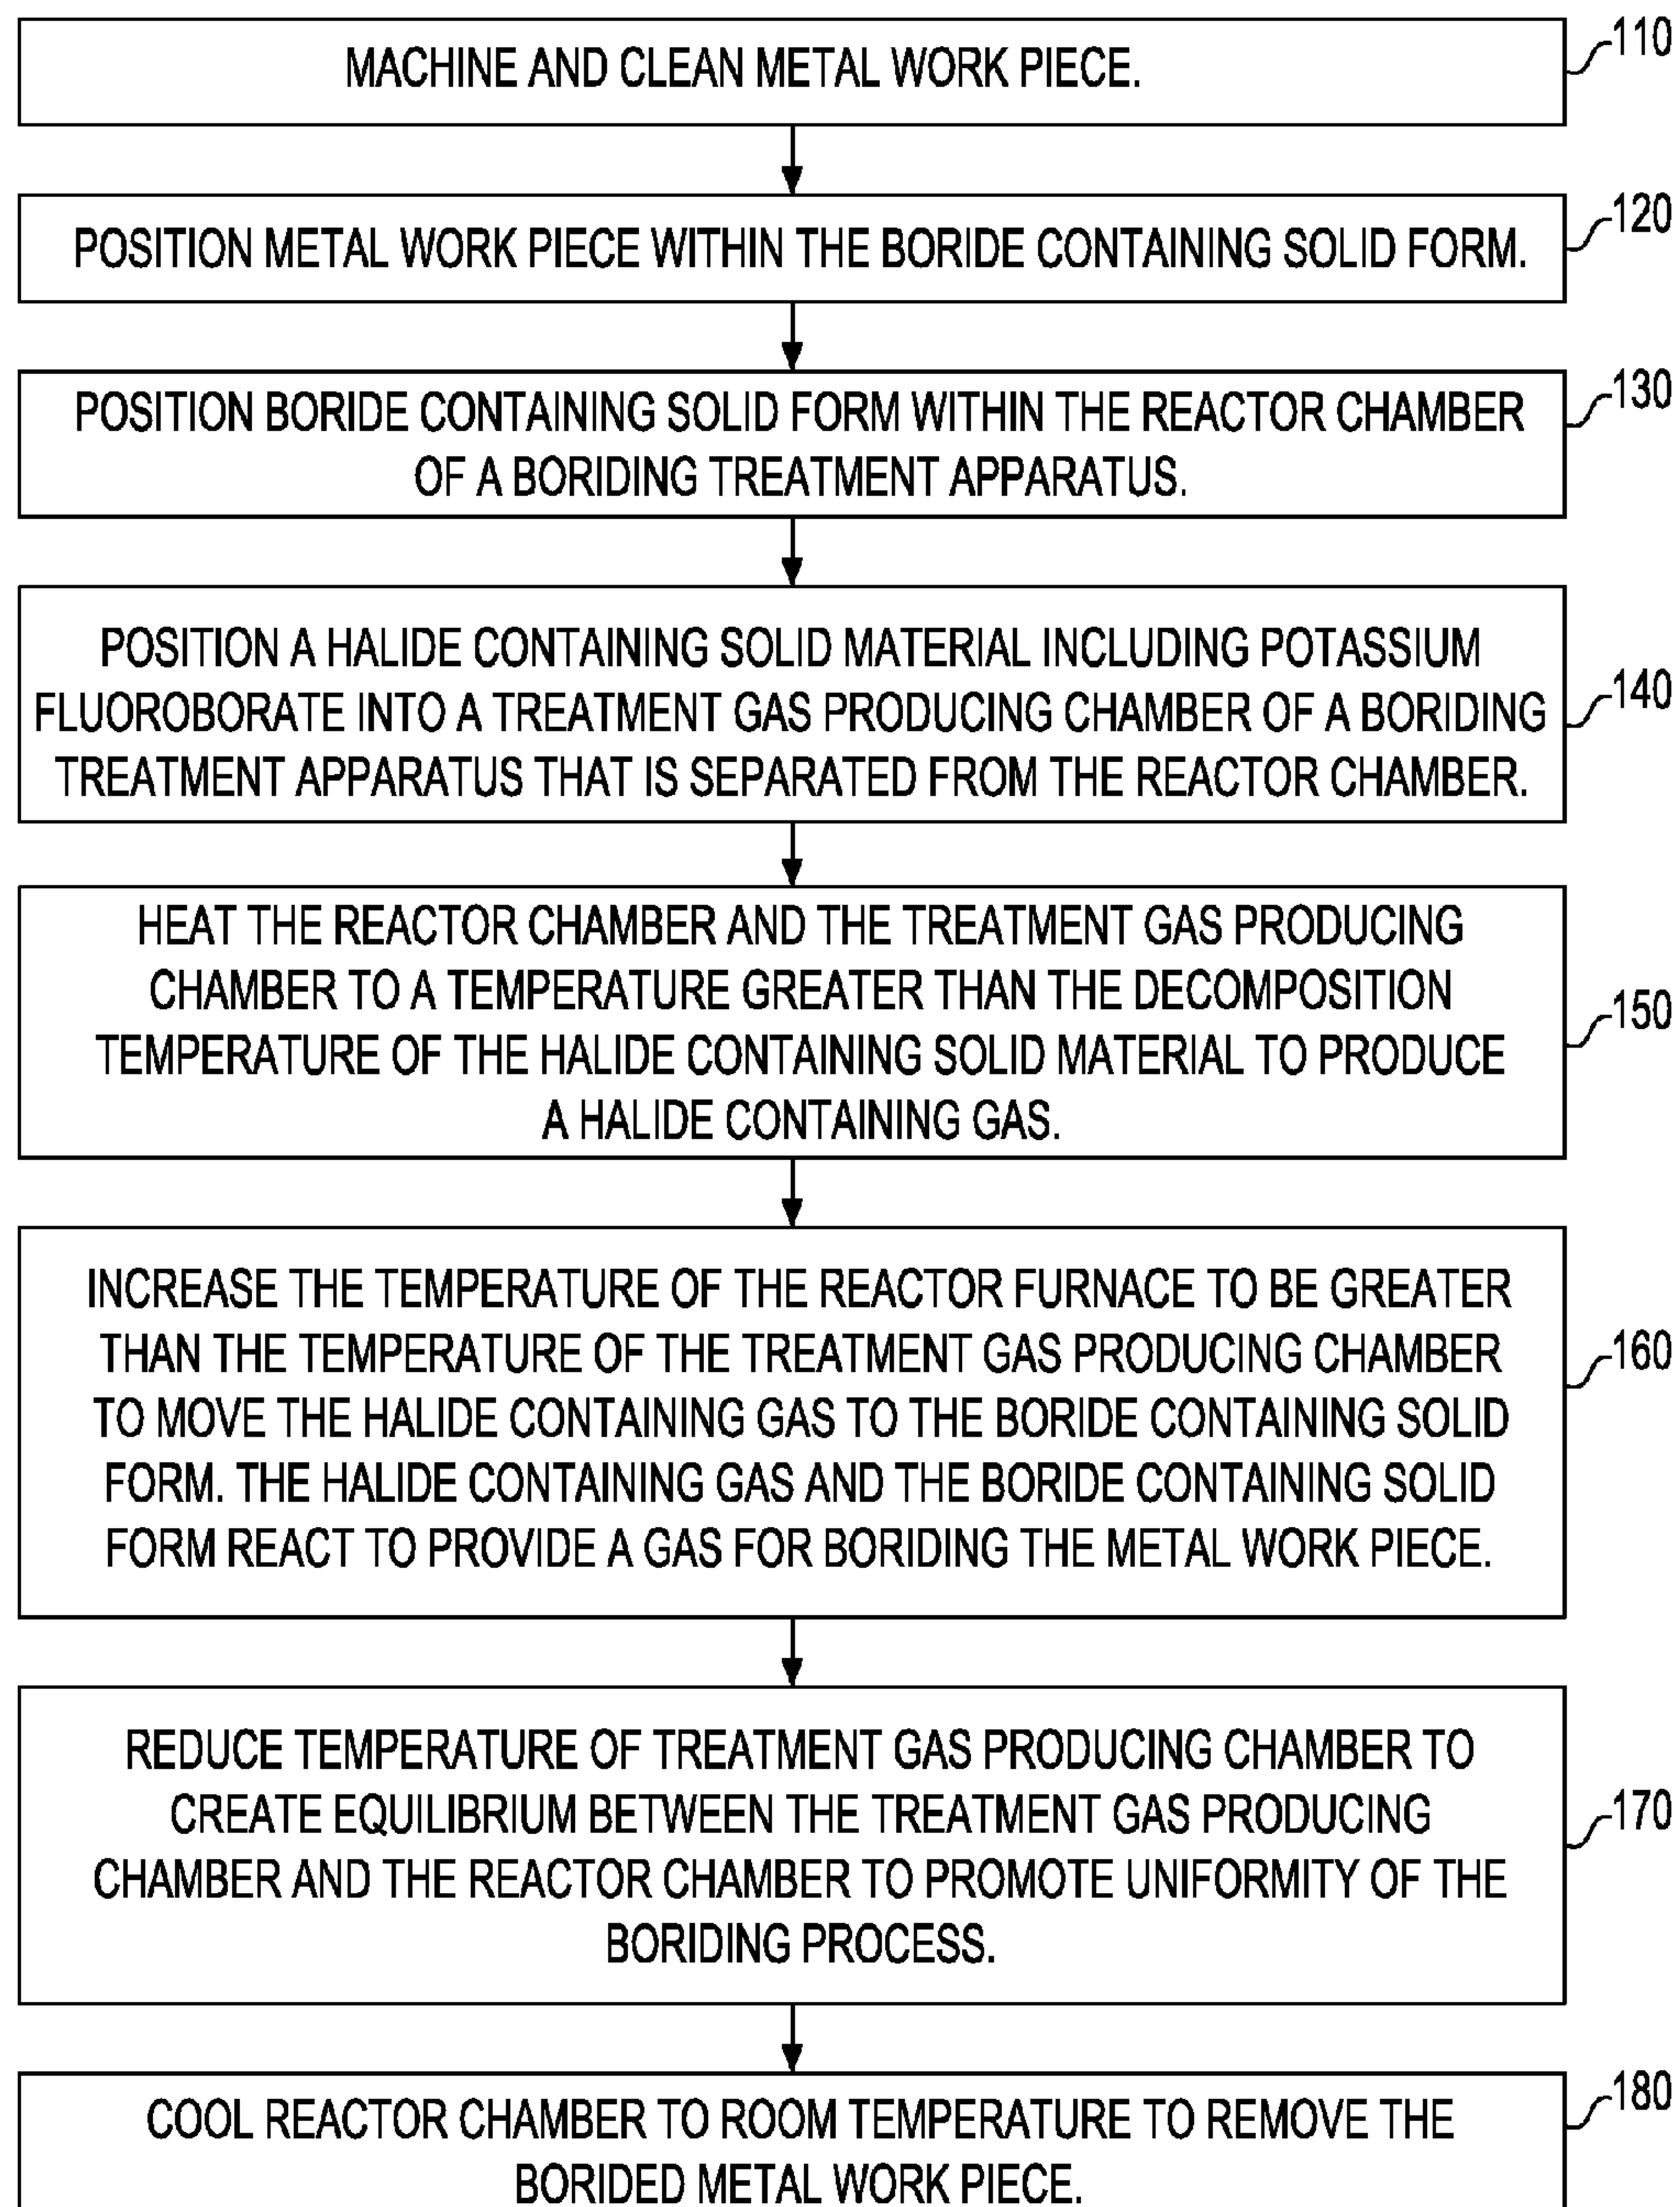 MACHINE AND CLEAN METAL WORK PIECE.
110
POSITION METAL WORK PIECE WITHIN THE BORIDE CONTAINING SOLID FORM.
120
POSITION BORIDE CONTAINING SOLID FORM WITHIN THE REACTOR CHAMBER
OF A BORIDING TREATMENT APPARATUS.
130
POSITION A HALIDE CONTAINING SOLID MATERIAL INCLUDING POTASSIUM
FLUOROBORATE INTO A TREATMENT GAS PRODUCING CHAMBER OF A BORIDING
TREATMENT APPARATUS THAT IS SEPARATED FROM THE REACTOR CHAMBER.
140
HEAT THE REACTOR CHAMBER AND THE TREATMENT GAS PRODUCING
CHAMBER TO A TEMPERATURE GREATER THAN THE DECOMPOSITION
TEMPERATURE OF THE HALIDE CONTAINING SOLID MATERIAL TO PRODUCE
A HALIDE CONTAINING GAS.
150
INCREASE THE TEMPERATURE OF THE REACTOR FURNACE TO BE GREATER
THAN THE TEMPERATURE OF THE TREATMENT GAS PRODUCING CHAMBER
TO MOVE THE HALIDE CONTAINING GAS TO THE BORIDE CONTAINING SOLID
FORM. THE HALIDE CONTAINING GAS AND THE BORIDE CONTAINING SOLID
FORM REACT TO PROVIDE A GAS FOR BORIDING THE METAL WORK PIECE.
160
REDUCE TEMPERATURE OF TREATMENT GAS PRODUCING CHAMBER TO
CREATE EQUILIBRIUM BETWEEN THE TREATMENT GAS PRODUCING
CHAMBER AND THE REACTOR CHAMBER TO PROMOTE UNIFORMITY OF THE
BORIDING PROCESS.
170
COOL REACTOR CHAMBER TO ROOM TEMPERATURE TO REMOVE THE
BORIDED METAL WORK PIECE.
180